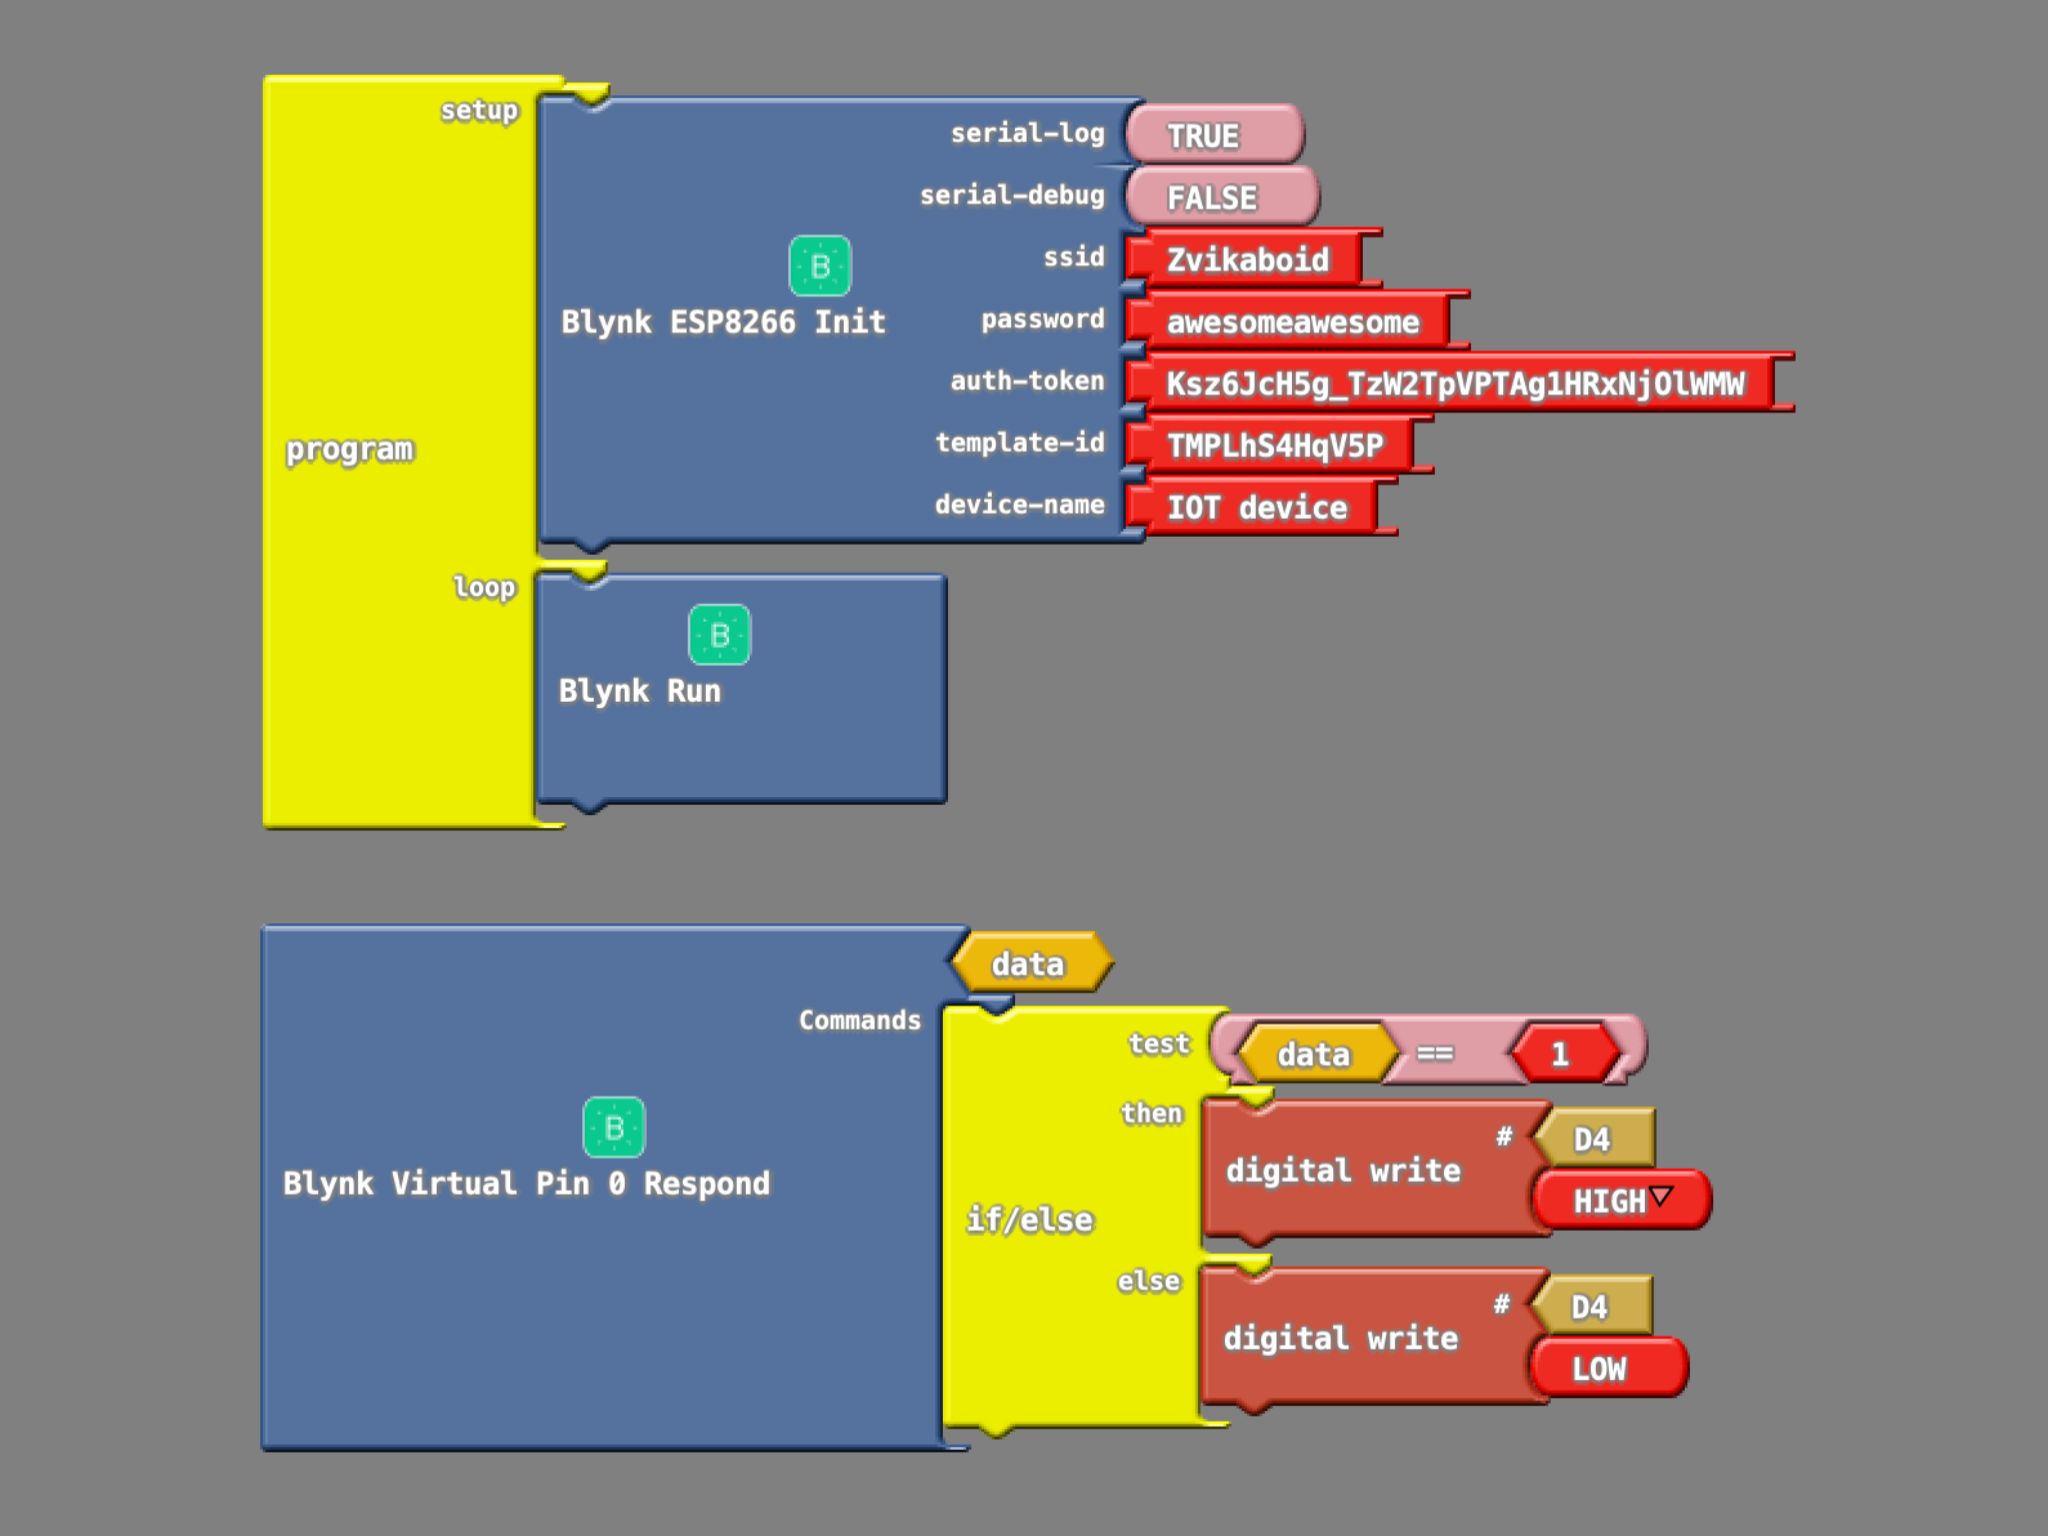 setup
serial-log TRUE
serial-debug FALSE
B
ssid Zvikaboid
Blynk ESP8266 Init
password awesomeawesome
auth-token Ksz6JcH5g_TzW2TpVPTAg1HRxNjOlWMW
program
template-id TMPLhS4HqV5P
device-name IOT device
loop
B
Blynk Run
data
Commands
test data == 1
then
B
# D4
digital write
Blynk Virtual Pin 0 Respond
HIGH
if/else
else
# D4
digital write
LOW